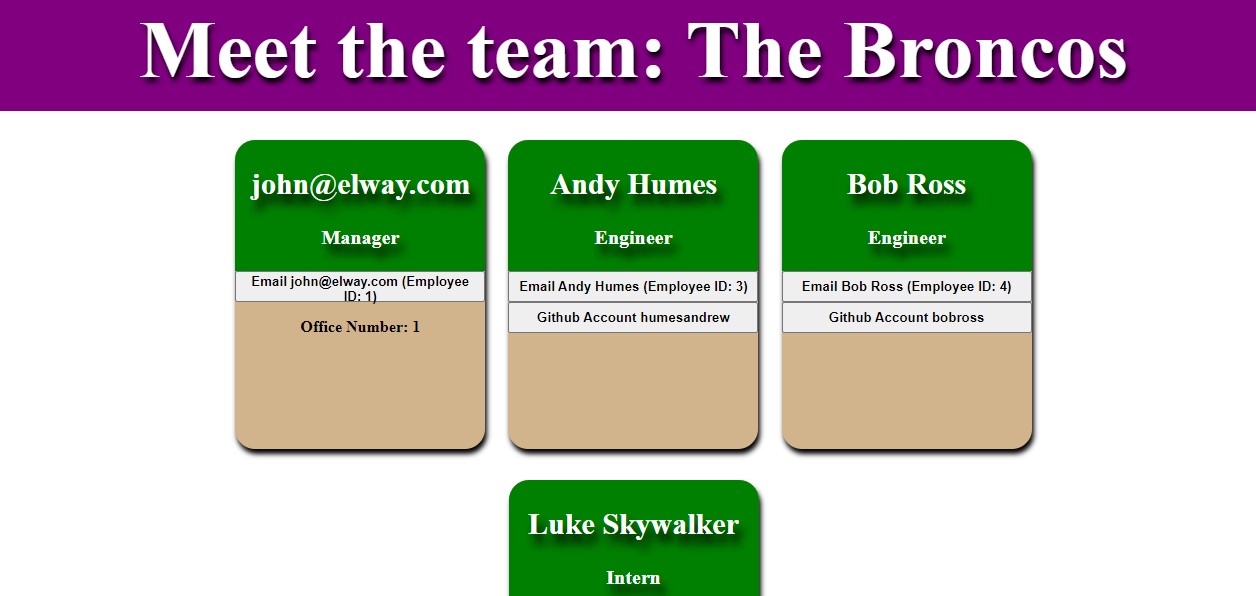 Meet the team: The Broncos
john@elway.com
Manager
Email john@elway.com (Employee
ID: 1)
Office Number: 1
Andy Humes
Engineer
Email Andy Humes (Employee ID: 3)
Github Account humesandrew
Bob Ross
Engineer
Email Bob Ross (Employee ID: 4)
Github Account bobross
Luke Skywalker
Intern